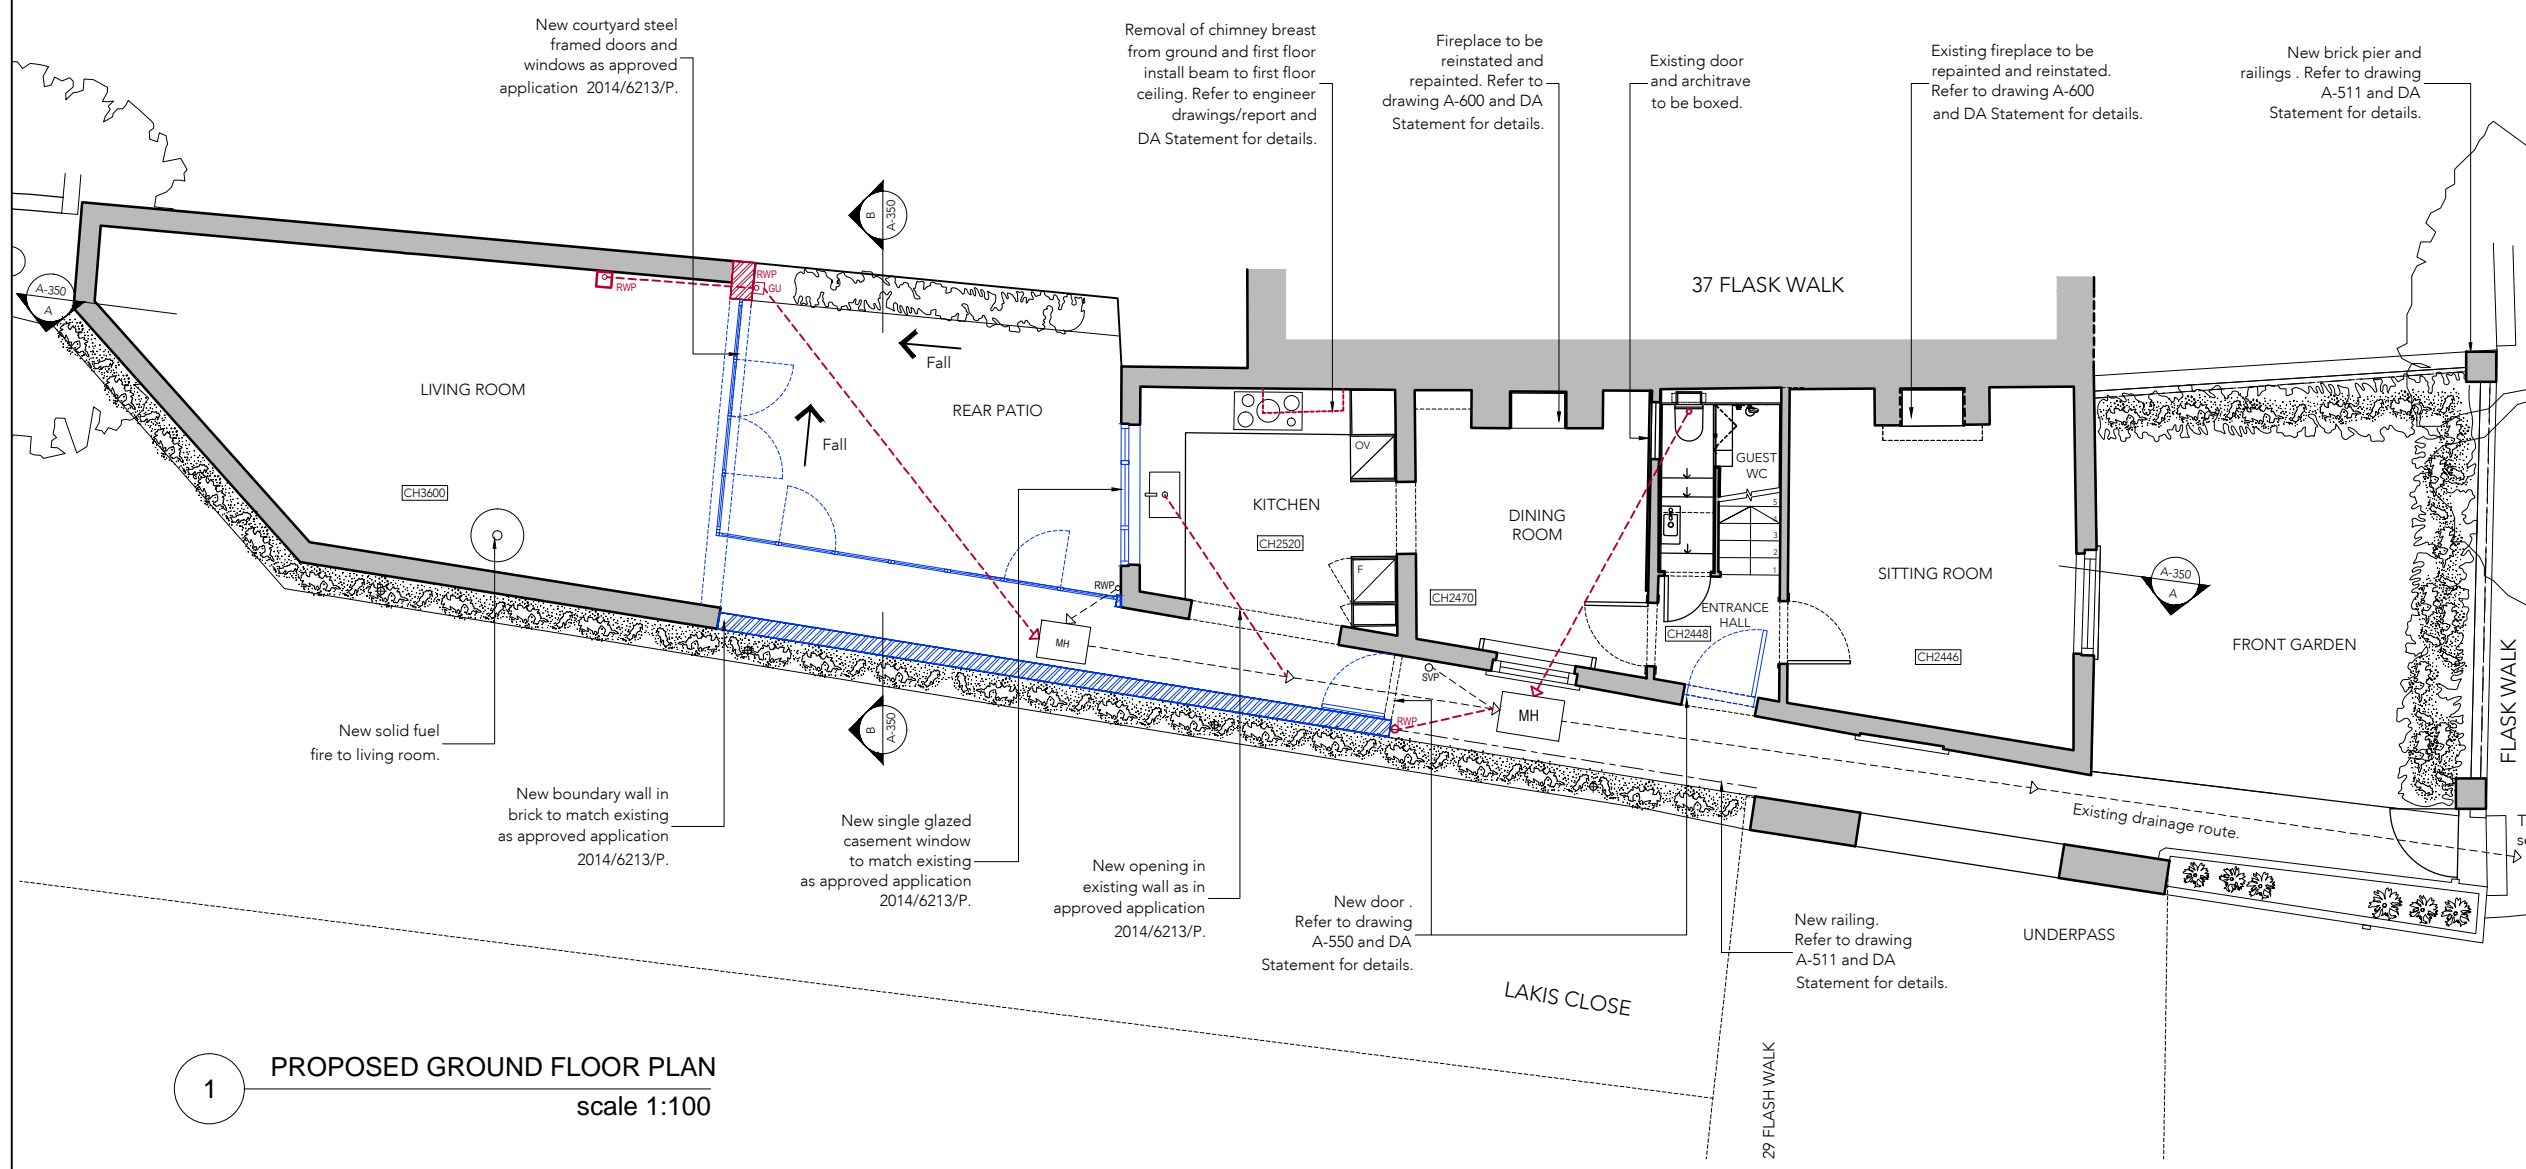 New courtyard steel
framed doors and
windows as approved
application 2014/6213/P.
Removal of chimney breast
from ground and first floor
install beam to first floor
ceiling. Refer to engineer
drawings/report and
DA Statement for details.
Fireplace to be
reinstated and
repainted. Refer to
drawing A-600 and DA
Statement for details.
Existing door
and architrave
to be boxed.
Existing fireplace to be
repainted and reinstated.
Refer to drawing A-600
and DA Statement for details.
New brick pier and
railings . Refer to drawing
A-511 and DA
Statement for details.
B
A-350
A-350
A
RWP
RWP
GU
37 FLASK WALK
Fall
Fall
LIVING ROOM
REAR PATIO
CH3600
OV
KITCHEN
CH2520
F
DINING
ROOM
CH2470
GUEST
WC
5
4
3
2
1
ENTRANCE
HALL
CH2448
SITTING ROOM
CH2446
A-350
A
FRONT GARDEN
FLASK WALK
RWP
MH
SVP
RWP
MH
B
A-350
Existing drainage route.
T
se
New solid fuel
fire to living room.
New boundary wall in
brick to match existing
as approved application
2014/6213/P.
New single glazed
casement window
to match existing
as approved application
2014/6213/P.
New opening in
existing wall as in
approved application
2014/6213/P.
New door .
Refer to drawing
A-550 and DA
Statement for details.
New railing.
Refer to drawing
A-511 and DA
Statement for details.
UNDERPASS
LAKIS CLOSE
29 FLASH WALK
1
PROPOSED GROUND FLOOR PLAN
scale 1:100